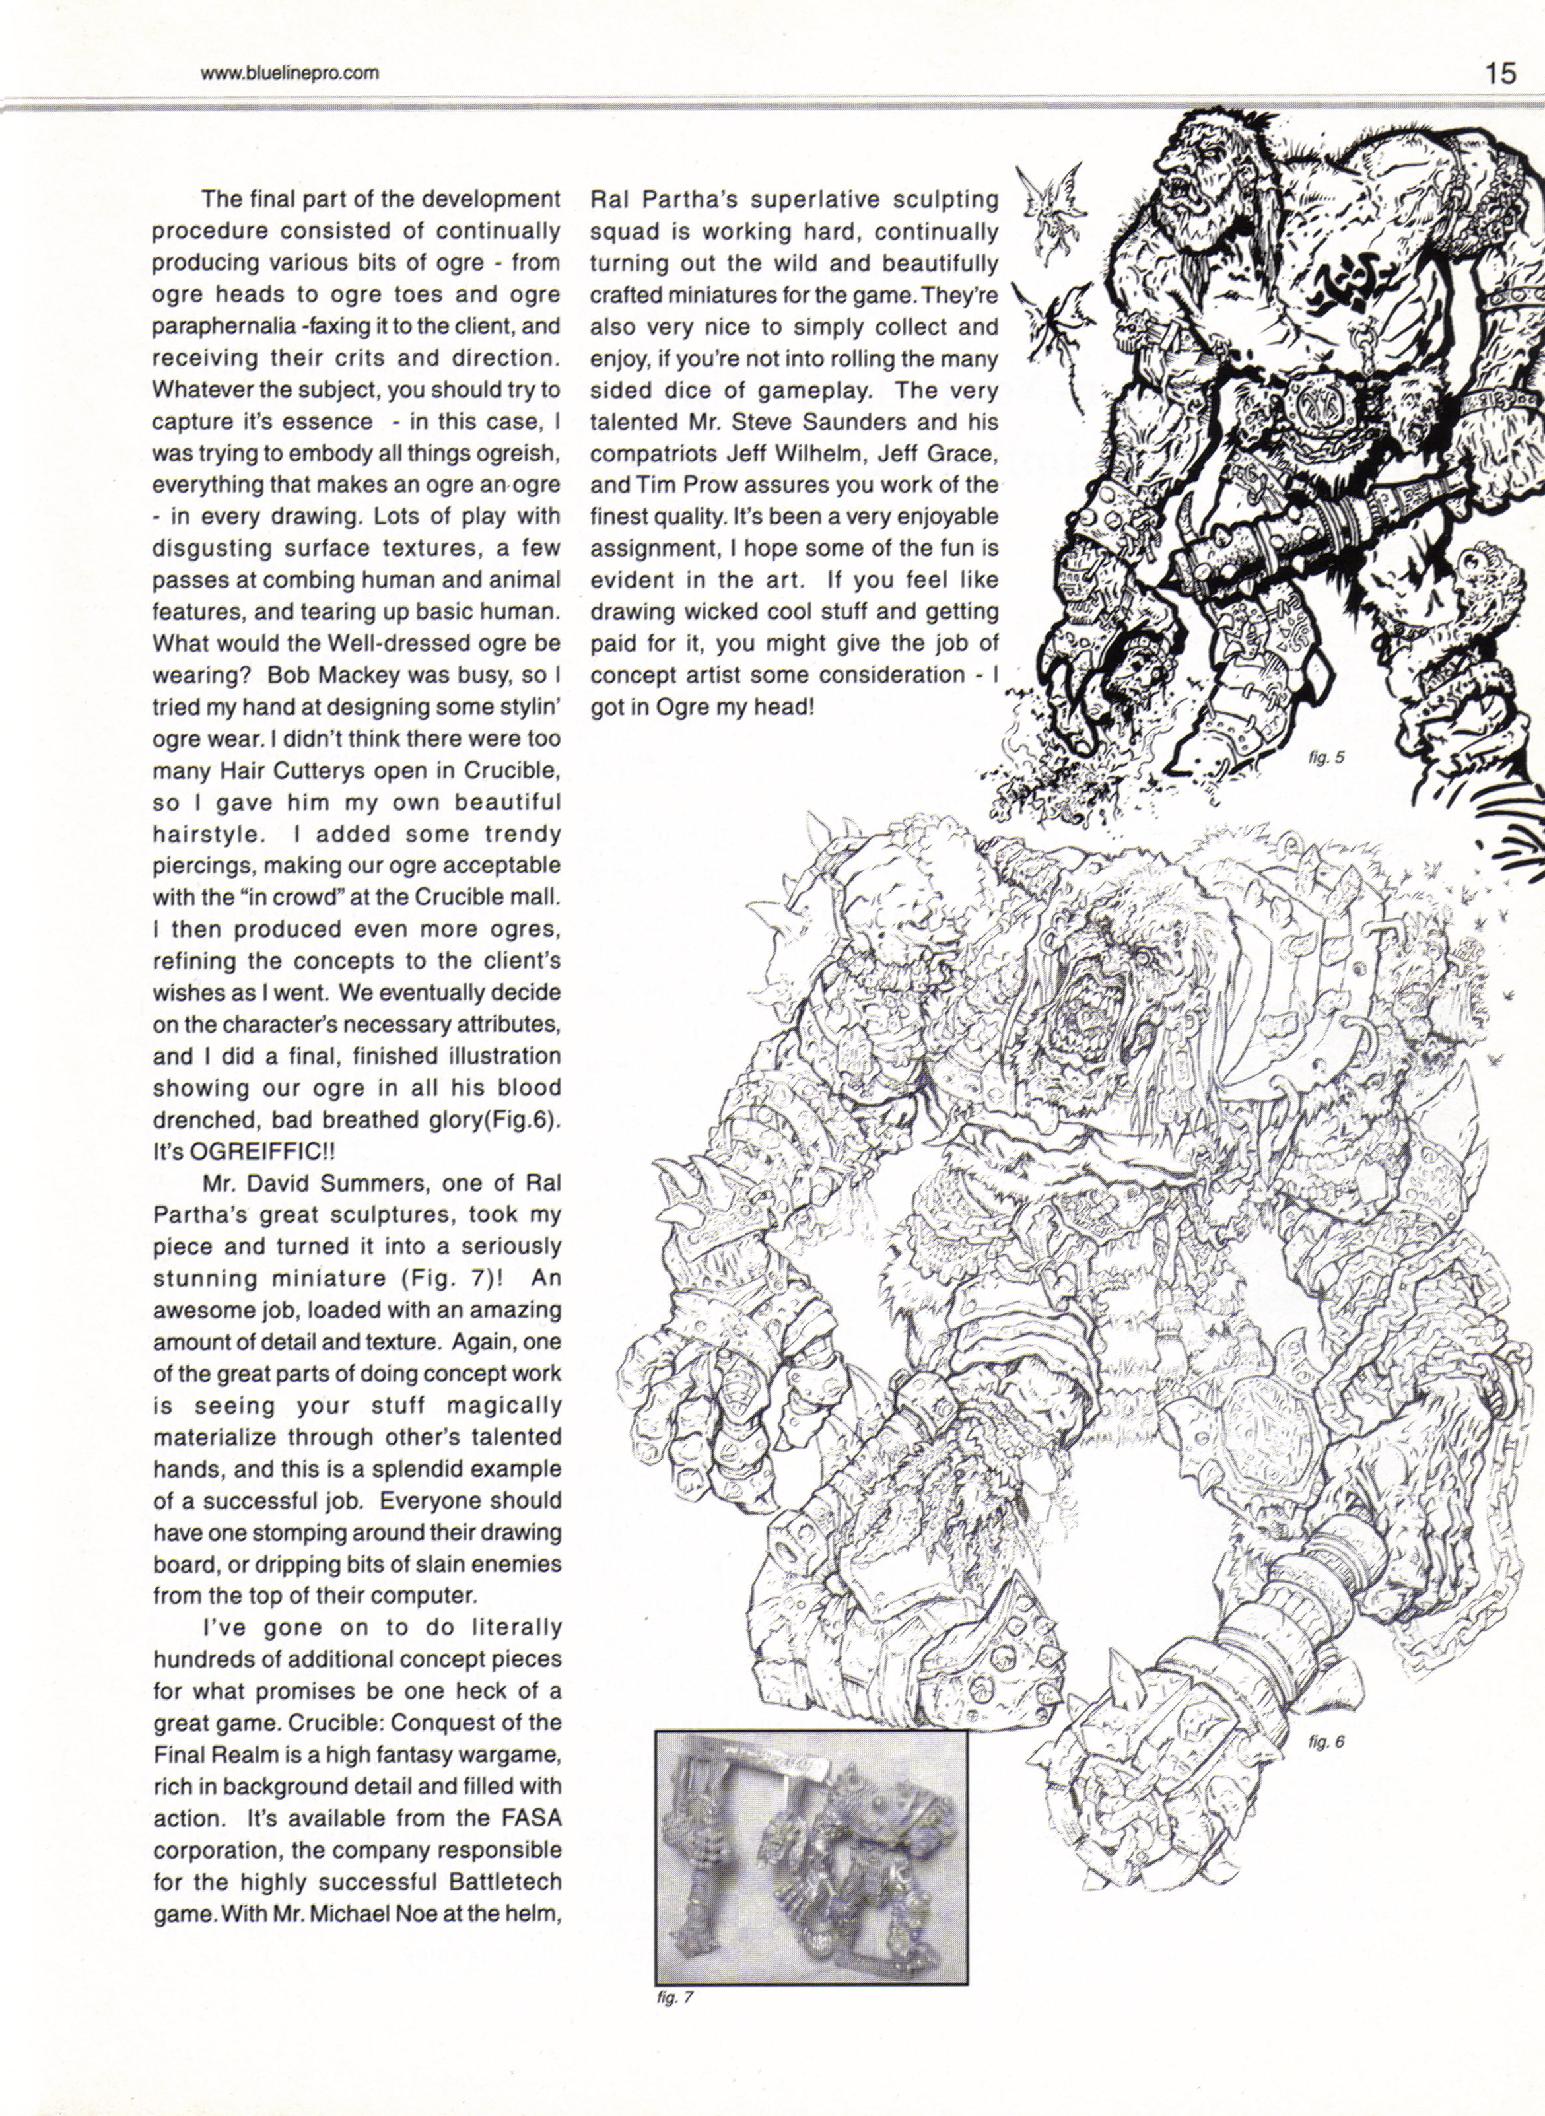 www.bluelinepro.com
15
The final part of the development
procedure consisted of continually
producing various bits of ogre - from
ogre heads to ogre toes and ogre
paraphernalia -faxing it to the client, and
receiving their crits and direction.
Whatever the subject, you should try to
capture it's essence - in this case, I
was trying to embody all things ogreish,
everything that makes an ogre an ogre
- in every drawing. Lots of play with
disgusting surface textures, a few
passes at combing human and animal
features, and tearing up basic human.
What would the Well-dressed ogre be
wearing? Bob Mackey was busy, so I
tried my hand at designing some stylin'
ogre wear. I didn't think there were too
many Hair Cutterys open in Crucible,
so I gave him my own beautiful
hairstyle. I added some trendy
piercings, making our ogre acceptable
with the “in crowd” at the Crucible mall.
I then produced even more ogres,
refining the concepts to the client's
wishes as I went. We eventually decide
on the character's necessary attributes,
and I did a final, finished illustration
showing our ogre in all his blood
drenched, bad breathed glory(Fig.6).
It's OGREIFFIC!!
Mr. David Summers, one of Ral
Partha's great sculptures, took my
piece and turned it into a seriously
stunning miniature (Fig. 7)! An
awesome job, loaded with an amazing
amount of detail and texture. Again, one
of the great parts of doing concept work
is seeing your stuff magically
materialize through other's talented
hands, and this is a splendid example
of a successful job. Everyone should
have one stomping around their drawing
board, or dripping bits of slain enemies
from the top of their computer.
I've gone on to do literally
hundreds of additional concept pieces
for what promises be one heck of a
great game. Crucible: Conquest of the
Final Realm is a high fantasy wargame,
rich in background detail and filled with
action. It's available from the FASA
corporation, the company responsible
for the highly successful Battletech
game. With Mr. Michael Noe at the helm,
Ral Partha's superlative sculpting
squad is working hard, continually
turning out the wild and beautifully
crafted miniatures for the game. They're
also very nice to simply collect and
enjoy, if you're not into rolling the many
sided dice of gameplay. The very
talented Mr. Steve Saunders and his
compatriots Jeff Wilhelm, Jeff Grace,
and Tim Prow assures you work of the
finest quality. It's been a very enjoyable
assignment, I hope some of the fun is
evident in the art. If you feel like
drawing wicked cool stuff and getting
paid for it, you might give the job of
concept artist some consideration - I
got in Ogre my head!
fig. 5
fig. 6
fig. 7